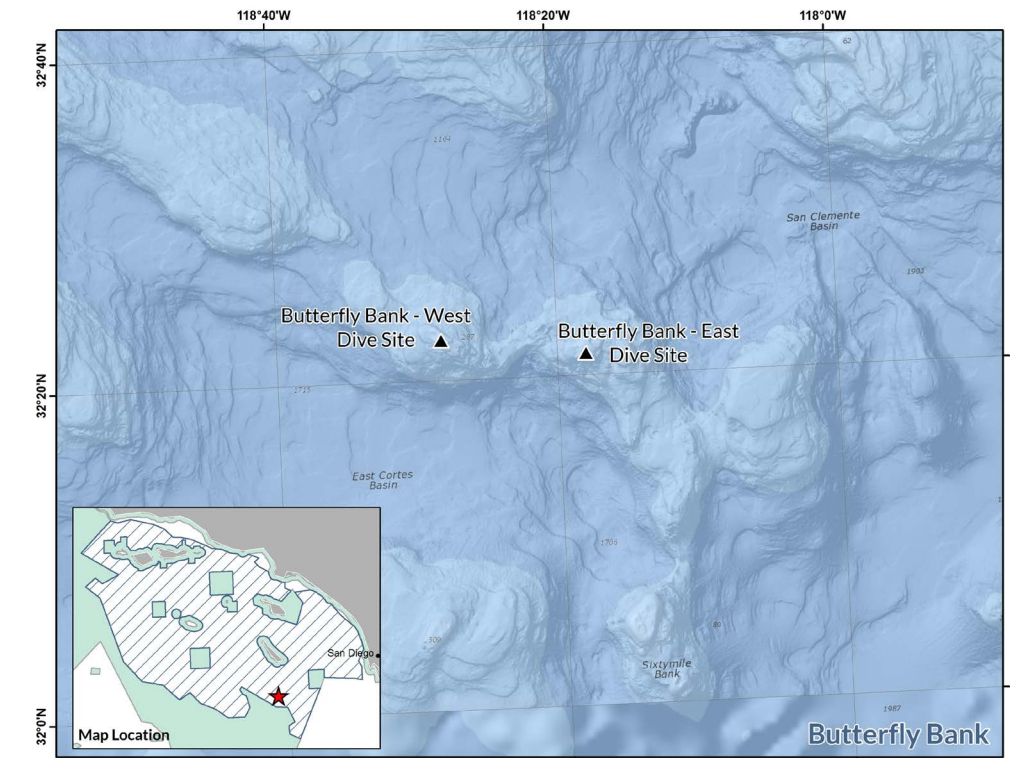 118°40'W
118°20'W
118°0'W
32°40'N
62
1164
San Clemente
Basin
1902
Butterfly Bank - West
Dive Site
Butterfly Bank - East
Dive Site
32°20'N
1715
East Cortes
Basin
1706
San Diego
309
Sixtymile
Bank
1987
32°0'N
Map Location
Butterfly Bank